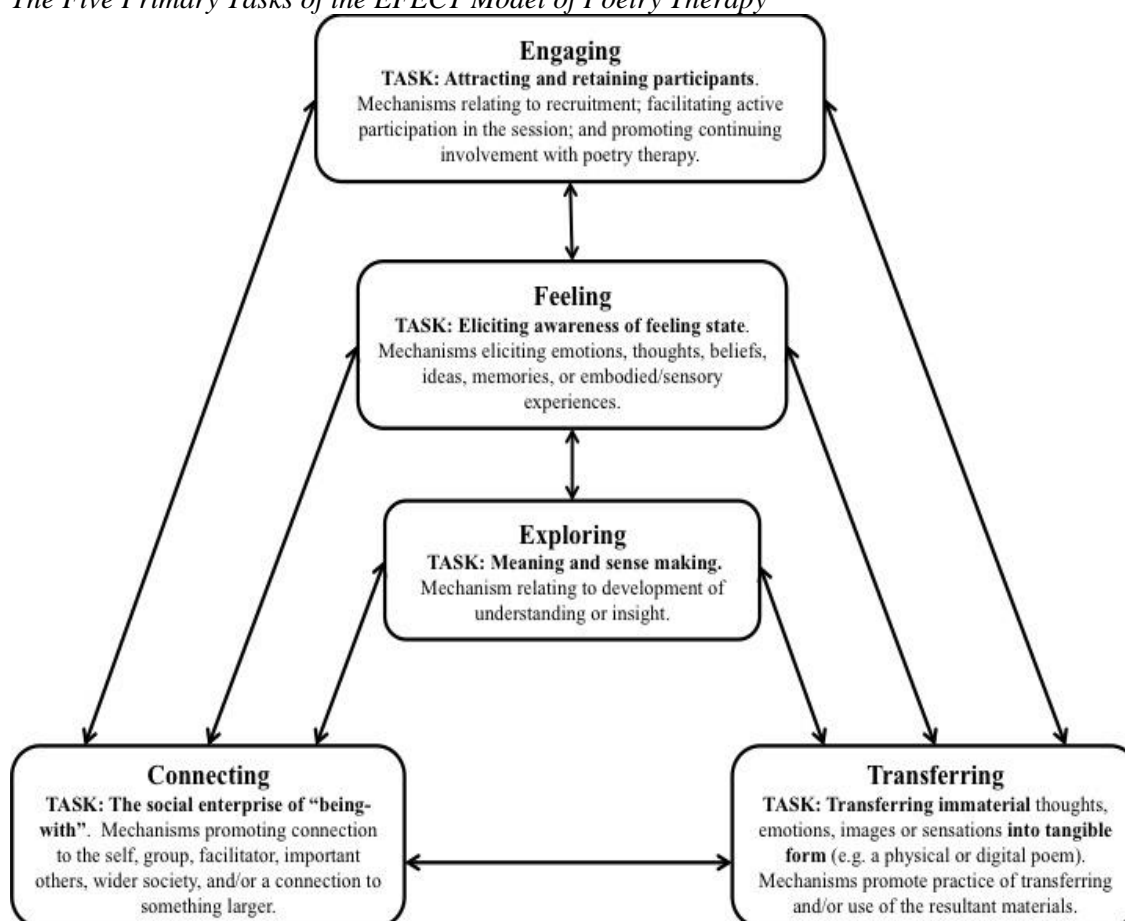 The Five Primary Tasks of the EFECT Model of Poetry Therapy
Engaging
TASK: Attracting and retaining participants.
Mechanisms relating to recruitment; facilitating active
participation in the session; and promoting continuing
involvement with poetry therapy.
Feeling
TASK: Eliciting awareness of feeling state.
Mechanisms eliciting emotions, thoughts, beliefs,
ideas, memories, or embodied/sensory
experiences.
Exploring
TASK: Meaning and sense making.
Mechanism relating to development of
understanding or insight.
Connecting
TASK: The social enterprise of “being-
with”. Mechanisms promoting connection
to the self, group, facilitator, important
others, wider society, and/or a connection to
something larger.
Transferring
TASK: Transferring immaterial thoughts,
emotions, images or sensations into tangible
form (e.g. a physical or digital poem).
Mechanisms promote practice of transferring
and/or use of the resultant materials.